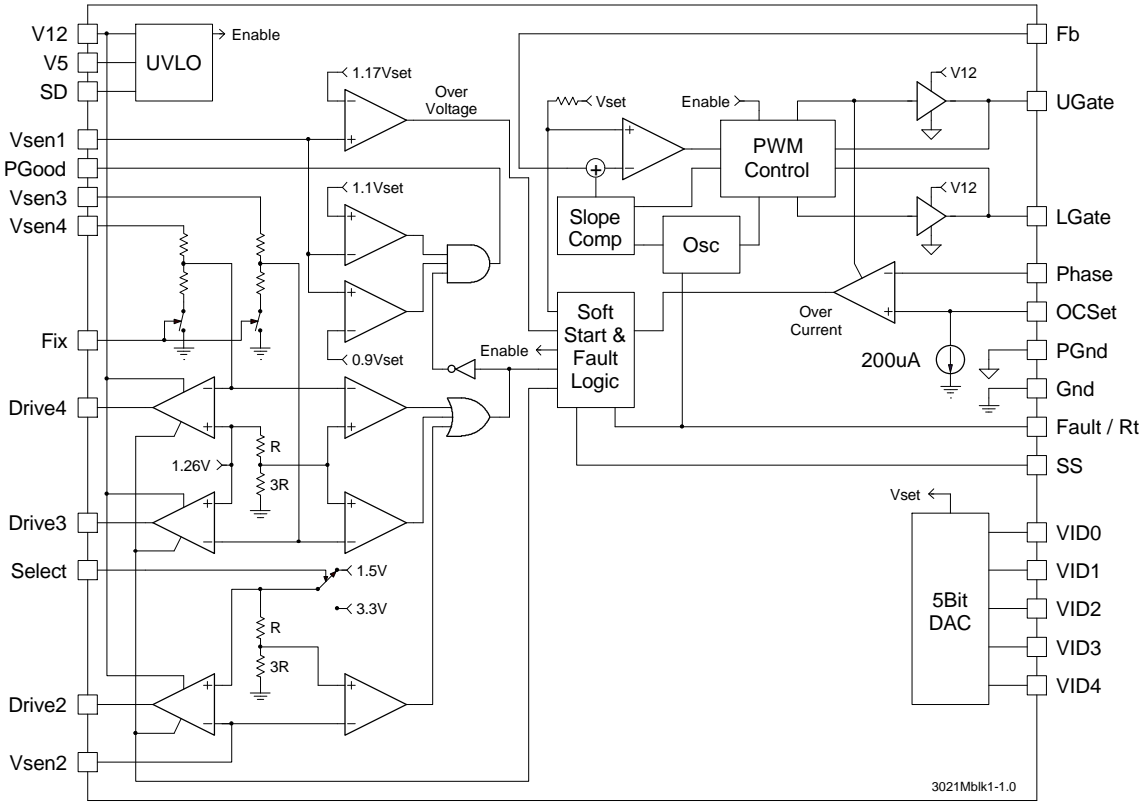 V12
V5
SD
Vsen1
PGood
Vsen3
Vsen4
Fix
Drive4
Drive3
Select
Drive2
Vsen2
UVLO
Enable
1.17Vset
Over
Voltage
1.1Vset
0.9Vset
R
3R
1.26V
1.5V
3.3V
R
3R
Vset
Enable
V12
PWM
Control
V12
Slope
Comp
Osc
Soft
Start &
Fault
Logic
Enable
Over
Current
200uA
Vset
5Bit
DAC
Fb
UGate
LGate
Phase
OCSet
PGnd
Gnd
Fault / Rt
SS
VID0
VID1
VID2
VID3
VID4
3021Mblk1-1.0